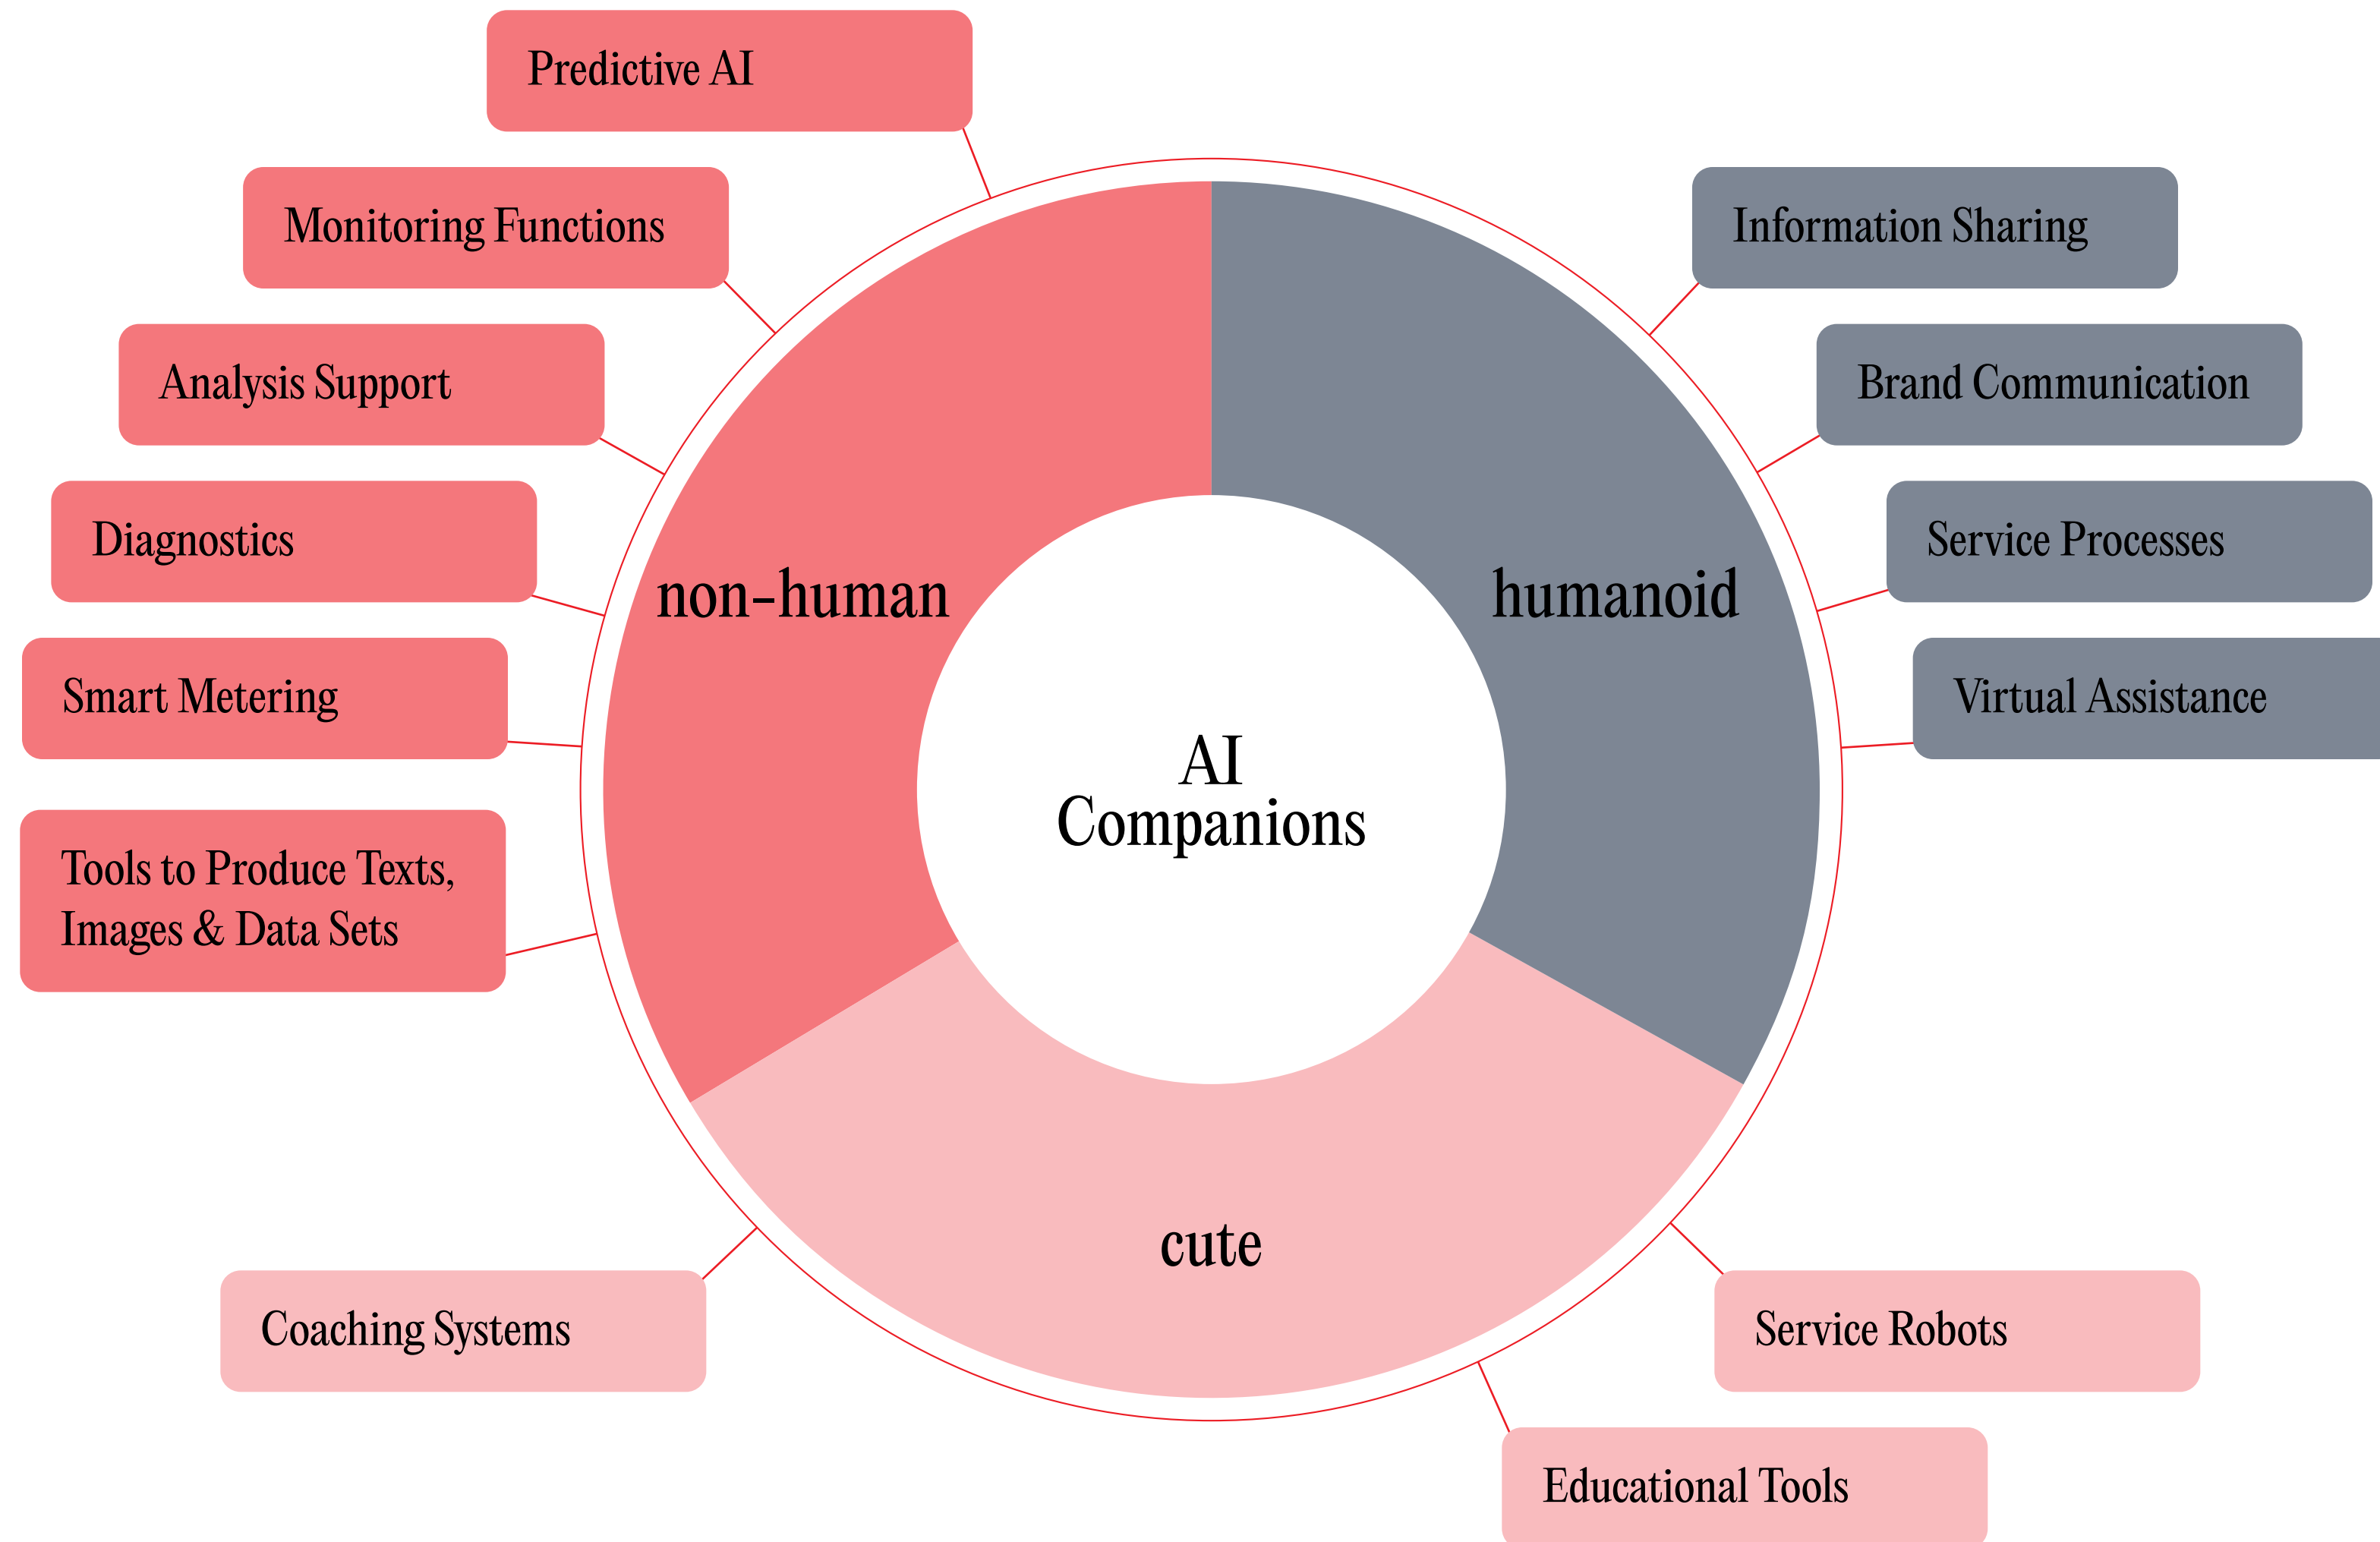 Predictive AI
Monitoring Functions
Analysis Support
Diagnostics
Smart Metering
Tools to Produce Texts,
Images & Data Sets
non-human
humanoid
AI
Companions
cute
Information Sharing
Brand Communication
Service Processes
Virtual Assistance
Coaching Systems
Service Robots
Educational Tools